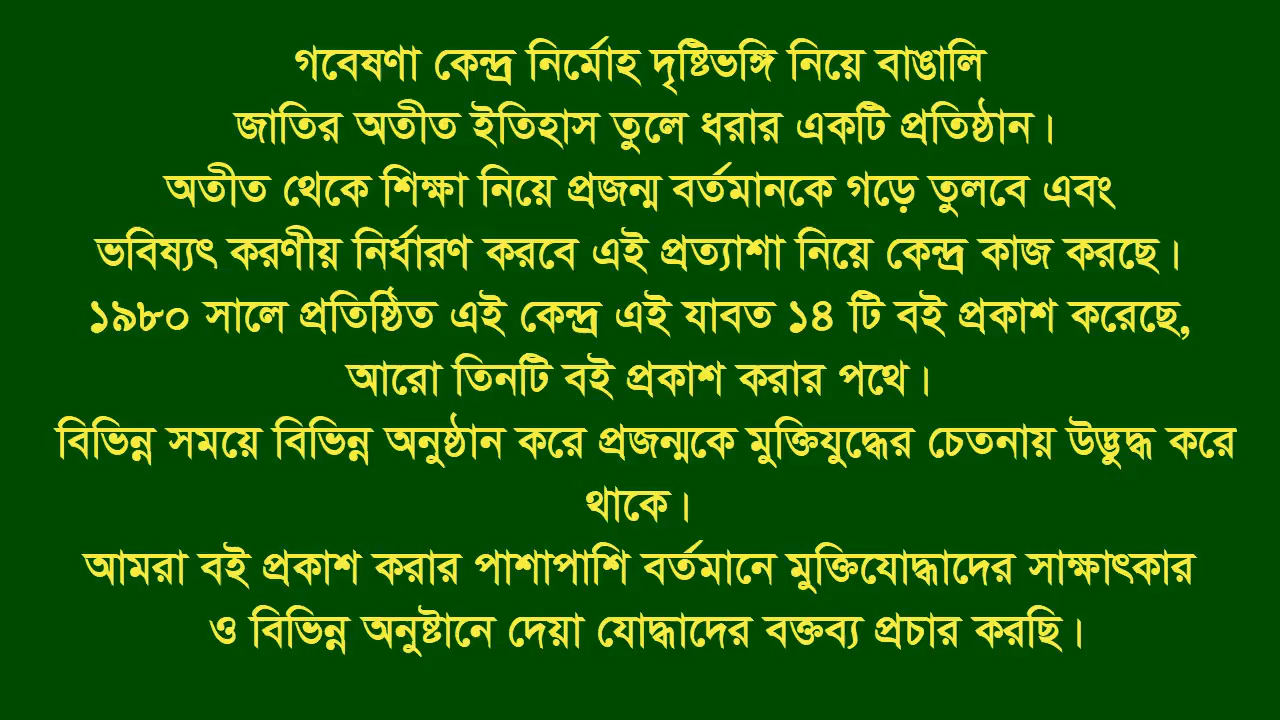 গবেষণা কেন্দ্র নির্মোহ দৃষ্টিভঙ্গি নিয়ে বাঙালি
জাতির অতীত ইতিহাস তুলে ধরার একটি প্রতিষ্ঠান।
অতীত থেকে শিক্ষা নিয়ে প্রজন্ম বর্তমানকে গড়ে তুলবে এবং
ভবিষ্যৎ করণীয় নির্ধারণ করবে এই প্রত্যাশা নিয়ে কেন্দ্র কাজ করছে।
১৯৮০ সালে প্রতিষ্ঠিত এই কেন্দ্র এই যাবত ১৪ টি বই প্রকাশ করেছে,
আরো তিনটি বই প্রকাশ করার পথে।
বিভিন্ন সময়ে বিভিন্ন অনুষ্ঠান করে প্রজন্মকে মুক্তিযুদ্ধের চেতনায় উদ্ভুদ্ধ করে
থাকে।
আমরা বই প্রকাশ করার পাশাপাশি বর্তমানে মুক্তিযোদ্ধাদের সাক্ষাৎকার
ও বিভিন্ন অনুষ্টানে দেয়া যোদ্ধাদের বক্তব্য প্রচার করছি।